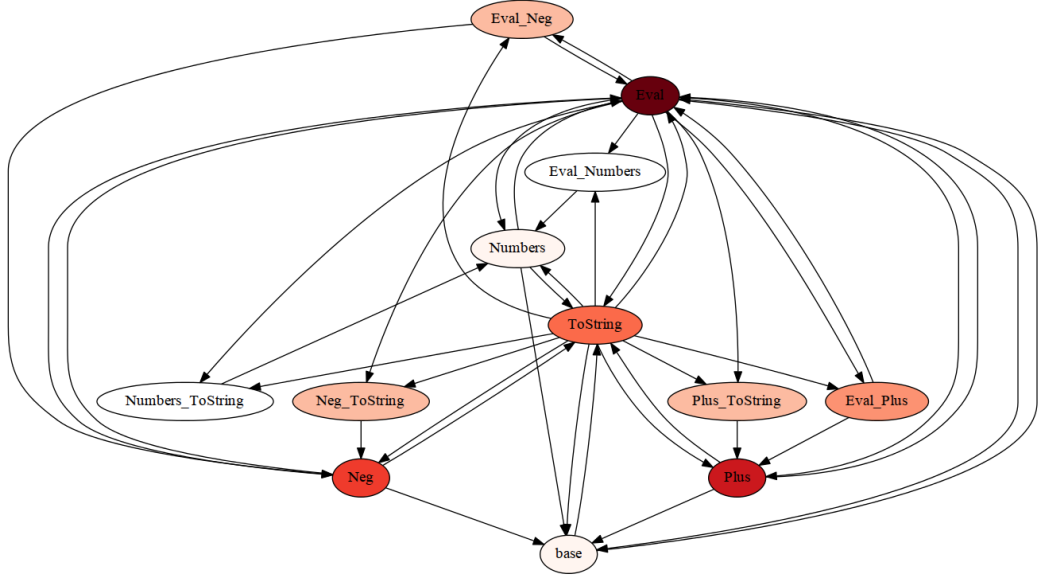 Eval_Neg
Eval
Eval_Numbers
Numbers
ToString
Numbers_ToString
Neg_ToString
Plus_ToString
Eval_Plus
Neg
Plus
base